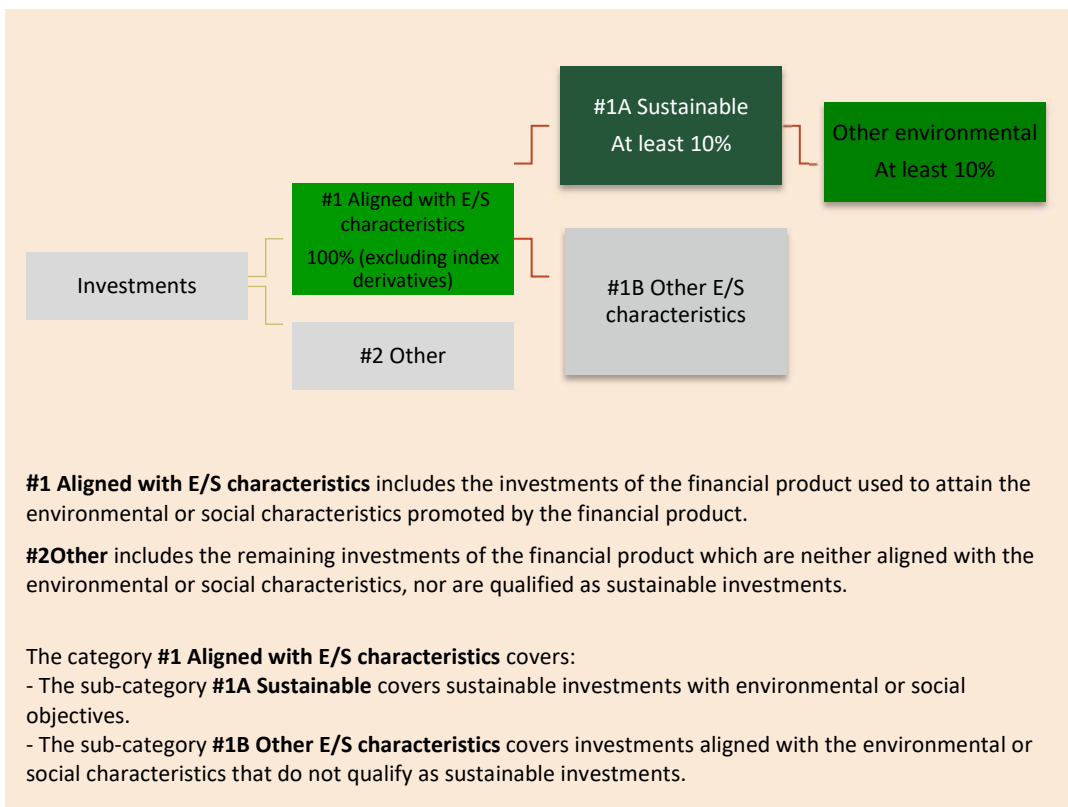 #1A Sustainable
At least 10%
Other environmental
At least 10%
#1 Aligned with E/S
characteristics
100% (excluding index
derivatives)
Investments
#1B Other E/S
characteristics
#2 Other
#1 Aligned with E/S characteristics includes the investments of the financial product used to attain the
environmental or social characteristics promoted by the financial product.
#2Other includes the remaining investments of the financial product which are neither aligned with the
environmental or social characteristics, nor are qualified as sustainable investments.
The category #1 Aligned with E/S characteristics covers:
- The sub-category #1A Sustainable covers sustainable investments with environmental or social
objectives.
- The sub-category #1B Other E/S characteristics covers investments aligned with the environmental or
social characteristics that do not qualify as sustainable investments.